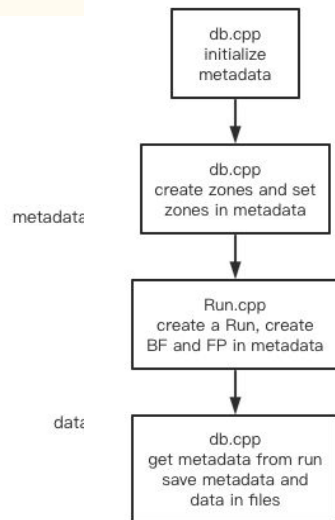 db.cpp
initialize
metadata
db.cpp
create zones and set
zones in metadata
metadata
Run.cpp
create a Run, create
BF and FP in metadata
data
db.cpp
get metadata from run
save metadata and
data in files